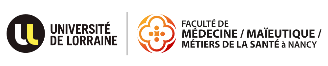 UNIVERSITÉ
DE LORRAINE
FACULTÉ DE
MÉDECINE / MAÏEUTIQUE /
MÉTIERS DE LA SANTÉ à NANCY